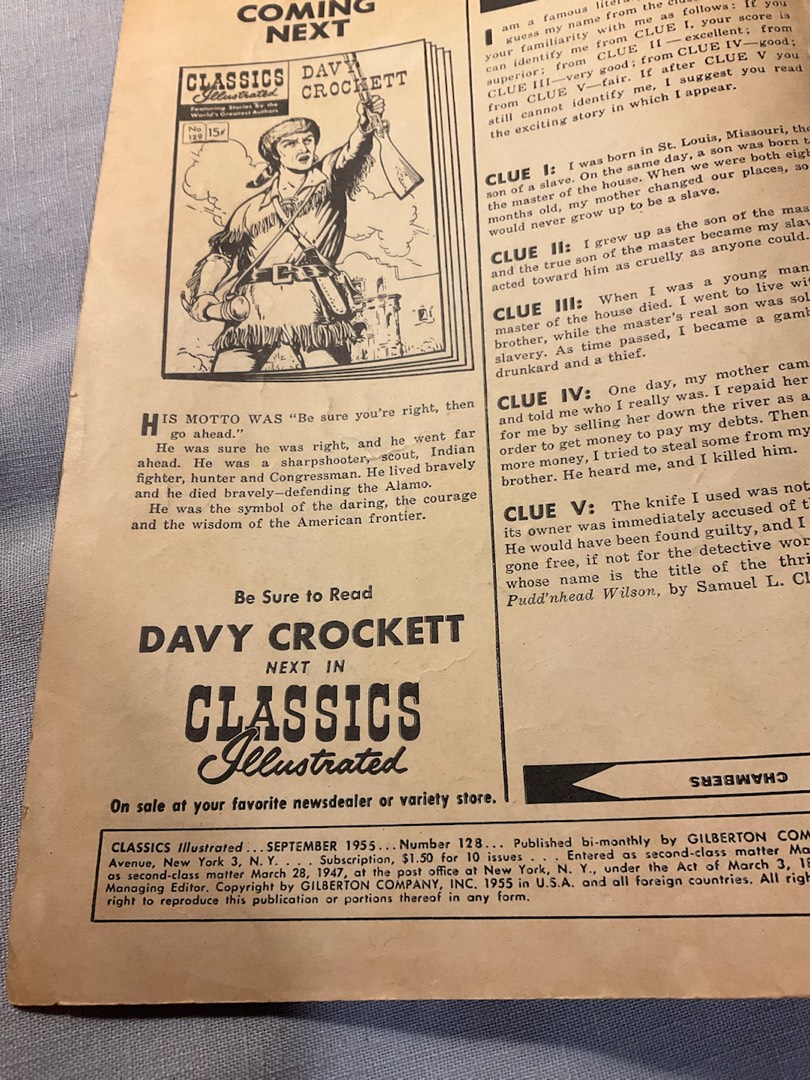 COMING
NEXT
CLASSICS
Illustrated
Featuring Stories by the
World's Greatest Authors
No
129
15¢
DAVY
CROCKETT
HIS MOTTO WAS “Be sure you're right, then
go ahead.”
He was sure he was right, and he went far
ahead. He was a sharpshooter, scout, Indian
fighter, hunter and Congressman. He lived bravely
and he died bravely—defending the Alamo.
He was the symbol of the daring, the courage
and the wisdom of the American frontier.
Be Sure to Read
DAVY CROCKETT
NEXT IN
CLASSICS
Illustrated
On sale at your favorite newsdealer or variety store.
I am a famous
guess my name from the
your familiarity with me as follows: If you
can identify me from CLUE I, your score is
superior; from CLUE II—excellent; from
CLUE III—very good; from CLUE IV—good;
from CLUE V—fair. If after CLUE V you
still cannot identify me, I suggest you read
the exciting story in which I appear.
CLUE I: I was born in St. Louis, Missouri, the
son of a slave. On the same day, a son was born
the master of the house. When we were both
months old, my mother changed our places, so
would never grow up to be a slave.
CLUE II: I grew up as the son of the
and the true son of the master became my
acted toward him as cruelly as anyone could.
CLUE III: When I was a young
master of the house died. I went to live
brother, while the master's real son was
slavery. As time passed, I became a
drunkard and a thief.
CLUE IV: One day, my mother
and told me who I really was. I repaid her
for me by selling her down the river as a
order to get money to pay my debts. Then
more money, I tried to steal some from my
brother. He heard me, and I killed him.
CLUE V: The knife I used was not
its owner was immediately accused of
He would have been found guilty, and I
gone free, if not for the detective
whose name is the title of the
Pudd'nhead Wilson, by Samuel L.
CHAMBERS
CLASSICS Illustrated...SEPTEMBER 1955...Number 128... Published bi-monthly by GILBERTON
Avenue, New York 3, N. Y. . . . Subscription, $1.50 for 10 issues . . . Entered as second-class matter
as second-class matter March 28, 1947, at the post office at New York, N. Y., under the Act of March 3,
Managing Editor. Copyright by GILBERTON COMPANY, INC. 1955 in U.S.A. and all foreign countries. All
right to reproduce this publication or portions thereof in any form.